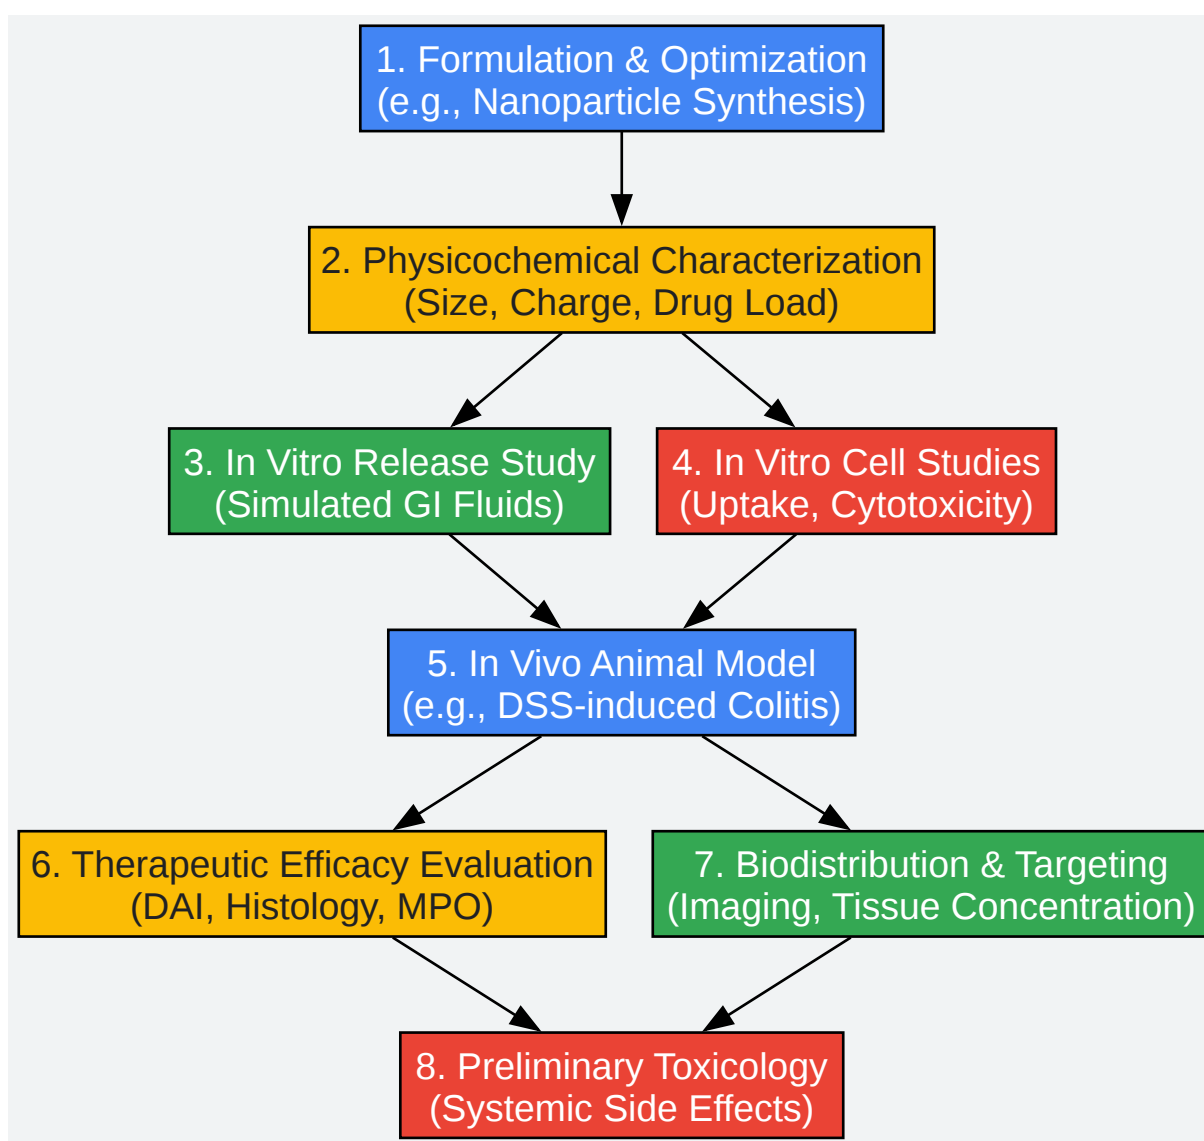 1. Formulation & Optimization
(e.g., Nanoparticle Synthesis)
2. Physicochemical Characterization
(Size, Charge, Drug Load)
3. In Vitro Release Study
(Simulated GI Fluids)
4. In Vitro Cell Studies
(Uptake, Cytotoxicity)
5. In Vivo Animal Model
(e.g., DSS-induced Colitis)
6. Therapeutic Efficacy Evaluation
(DAI, Histology, MPO)
7. Biodistribution & Targeting
(Imaging, Tissue Concentration)
8. Preliminary Toxicology
(Systemic Side Effects)